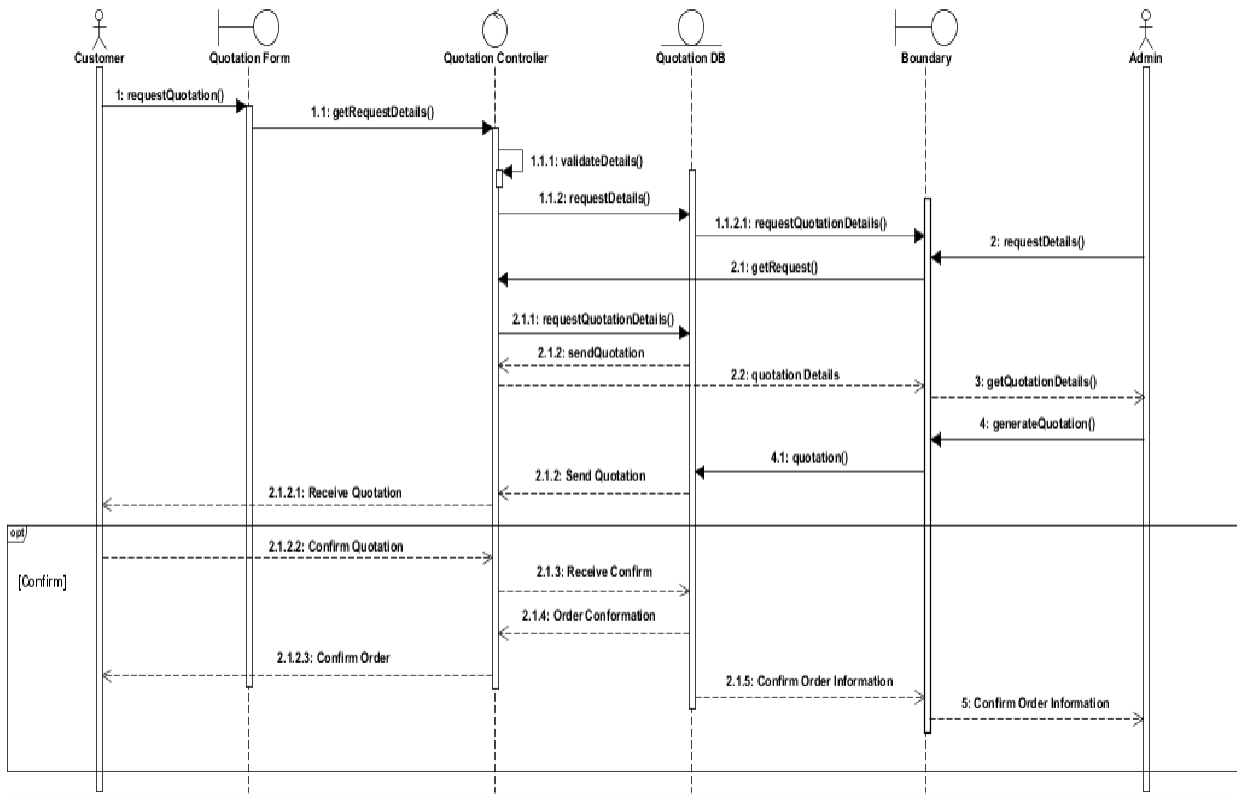 Customer
Quotation Form
Quotation Controller
Quotation DB
Boundary
Admin
1: requestQuotation()
1.1: getRequestDetails()
1.1.1: validateDetails()
1.1.2: requestDetails()
1.1.2.1: requestQuotationDetails()
2: requestDetails()
2.1: getRequest()
2.1.1: requestQuotationDetails()
2.1.2: sendQuotation
2.2: quotation Details
3: getQuotationDetails()
4: generateQuotation()
4.1: quotation()
2.1.2: Send Quotation
2.1.2.1: Receive Quotation
opt
2.1.2.2: Confirm Quotation
[Confirm]
2.1.3: Receive Confirm
2.1.4: Order Conformation
2.1.2.3: Confirm Order
2.1.5: Confirm Order Information
5: Confirm Order Information